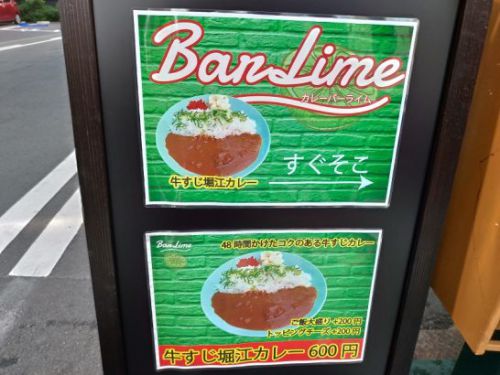 BanLime
カレーバーライム
牛すじ堀江カレー
すぐそこ
BanLime
48時間かけたコクのある牛すじカレー
ご飯大盛り+200円
トッピングチーズ+200円
牛すじ堀江カレー600円